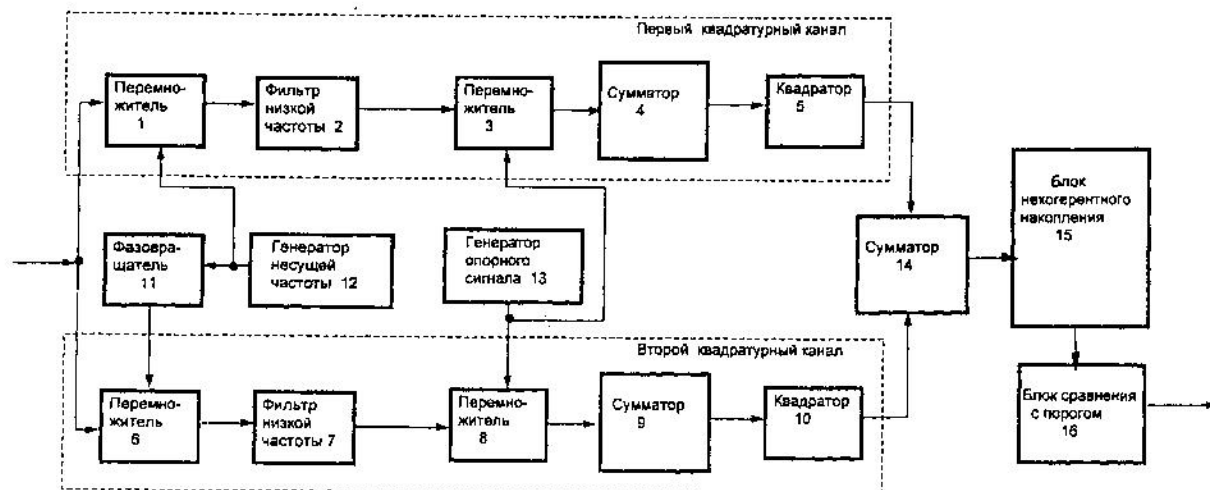 Первый квадратурный канал
Перемно-
житель
1
Фильтр
низкой
частоты 2
Перемно-
житель
3
Сумматор
4
Квадратор
5
Фазовра-
щатель
11
Генератор
несущей
частоты 12
Генератор
опорного
сигнала 13
Сумматор
14
Блок
некогерентного
накопления
15
Второй квадратурный канал
Перемно-
житель
6
Фильтр
низкой
частоты 7
Перемно-
житель
8
Сумматор
9
Квадратор
10
Блок сравнения
с порогом
16